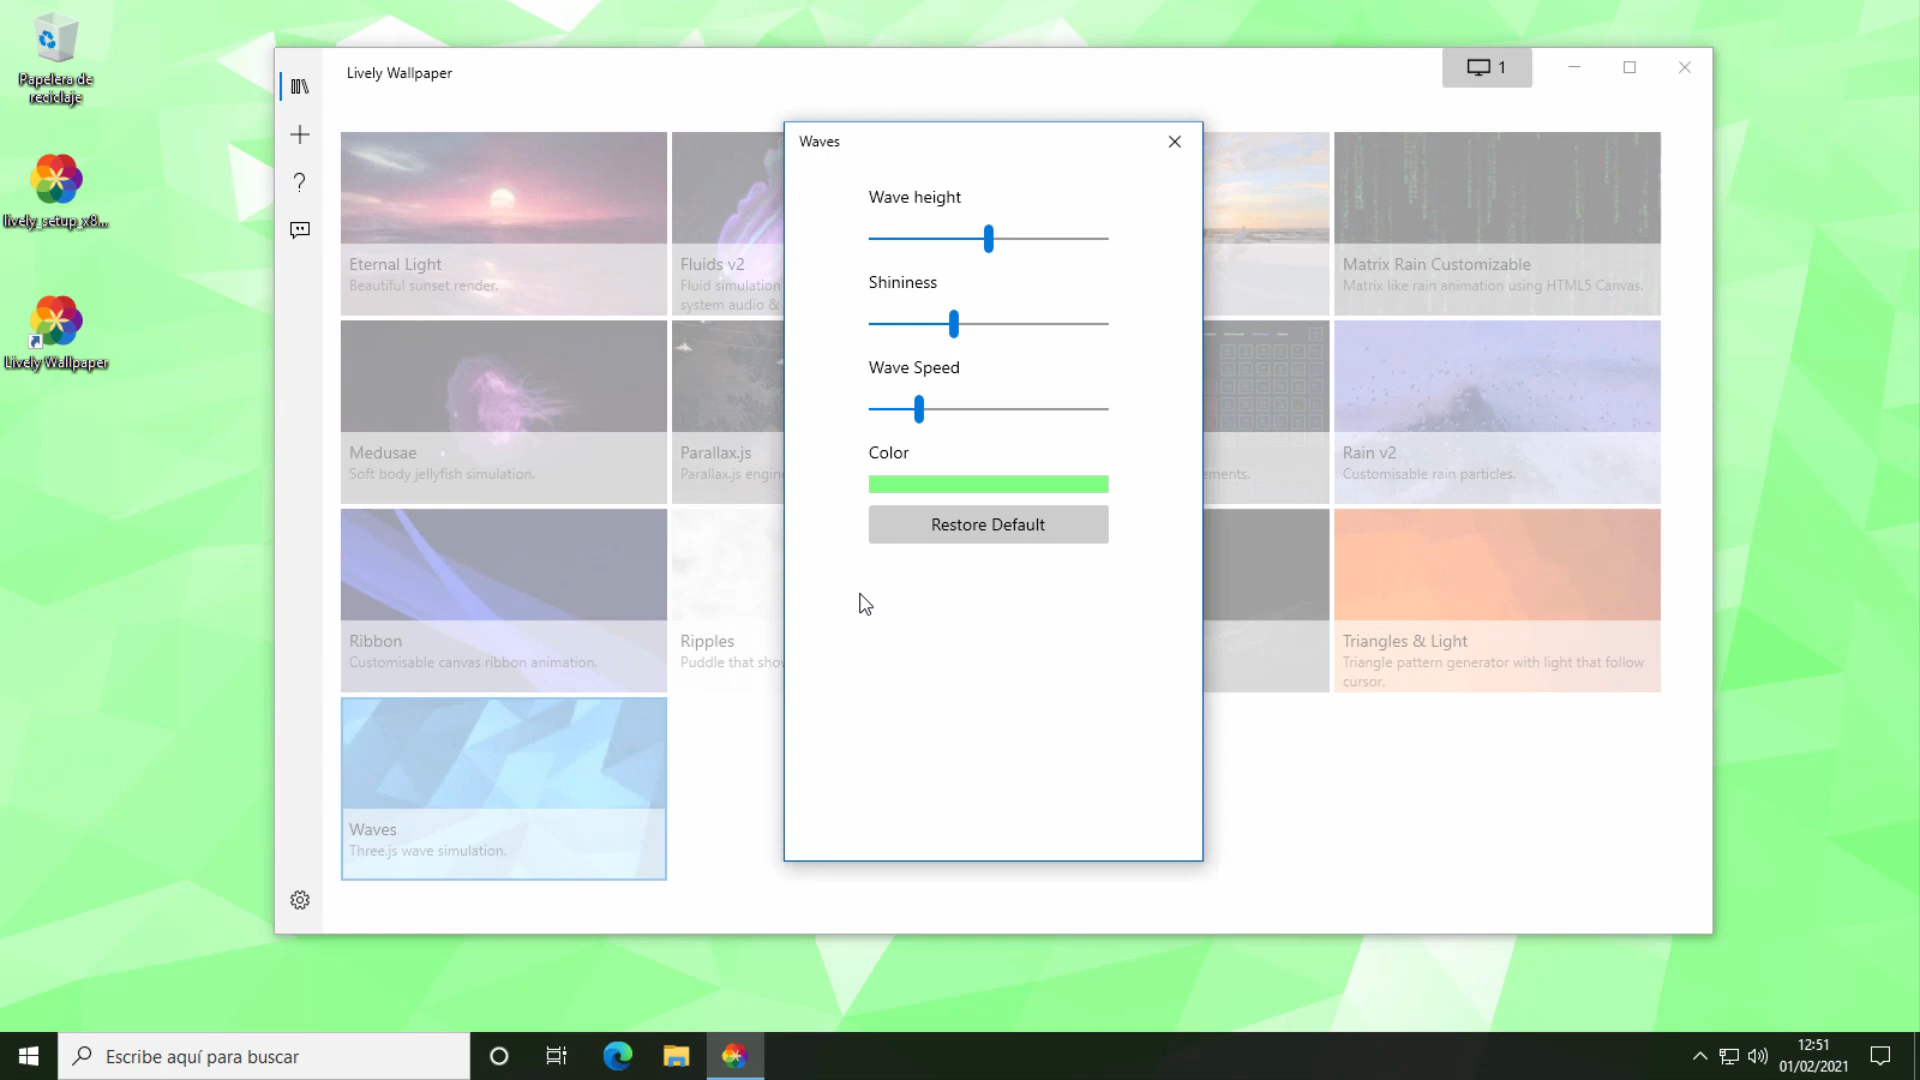 Papelera de
reciclaje
lively_setup_x8...
Lively Wallpaper
Lively Wallpaper
1
Eternal Light
Beautiful sunset render.
Fluids v2
Fluid simulation
system audio &
Matrix Rain Customizable
Matrix like rain animation using HTML5 Canvas.
Medusae
Soft body jellyfish simulation.
Parallax.js
Parallax.js engin
ements.
Rain v2
Customisable rain particles.
Ribbon
Customisable canvas ribbon animation.
Ripples
Puddle that sho
Triangles & Light
Triangle pattern generator with light that follow
cursor.
Waves
Three.js wave simulation.
Waves
Wave height
Shininess
Wave Speed
Color
Restore Default
Escribe aquí para buscar
12:51
01/02/2021